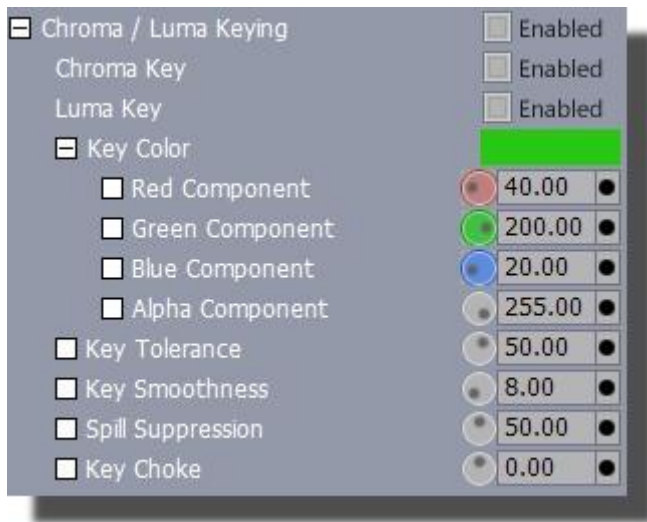 Chroma / Luma Keying Enabled
Chroma Key Enabled
Luma Key Enabled
Key Color
Red Component 40.00
Green Component 200.00
Blue Component 20.00
Alpha Component 255.00
Key Tolerance 50.00
Key Smoothness 8.00
Spill Suppression 50.00
Key Choke 0.00